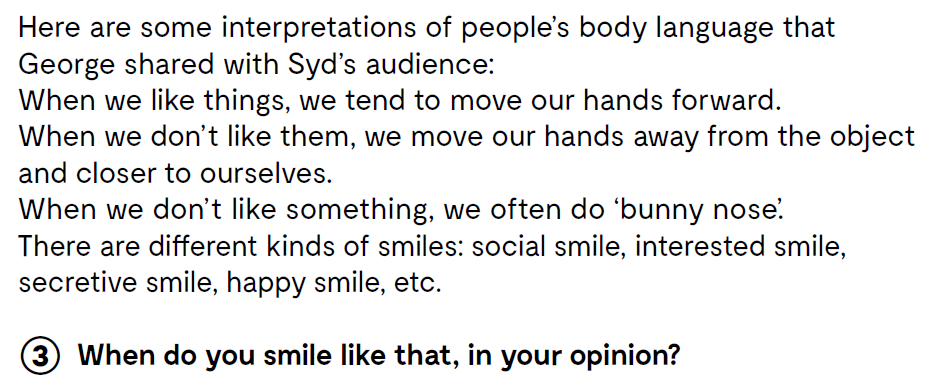 Here are some interpretations of people’s body language that
George shared with Syd’s audience:
When we like things, we tend to move our hands forward.
When we don’t like them, we move our hands away from the object
and closer to ourselves.
When we don’t like something, we often do ‘bunny nose’.
There are different kinds of smiles: social smile, interested smile,
secretive smile, happy smile, etc.
3 When do you smile like that, in your opinion?